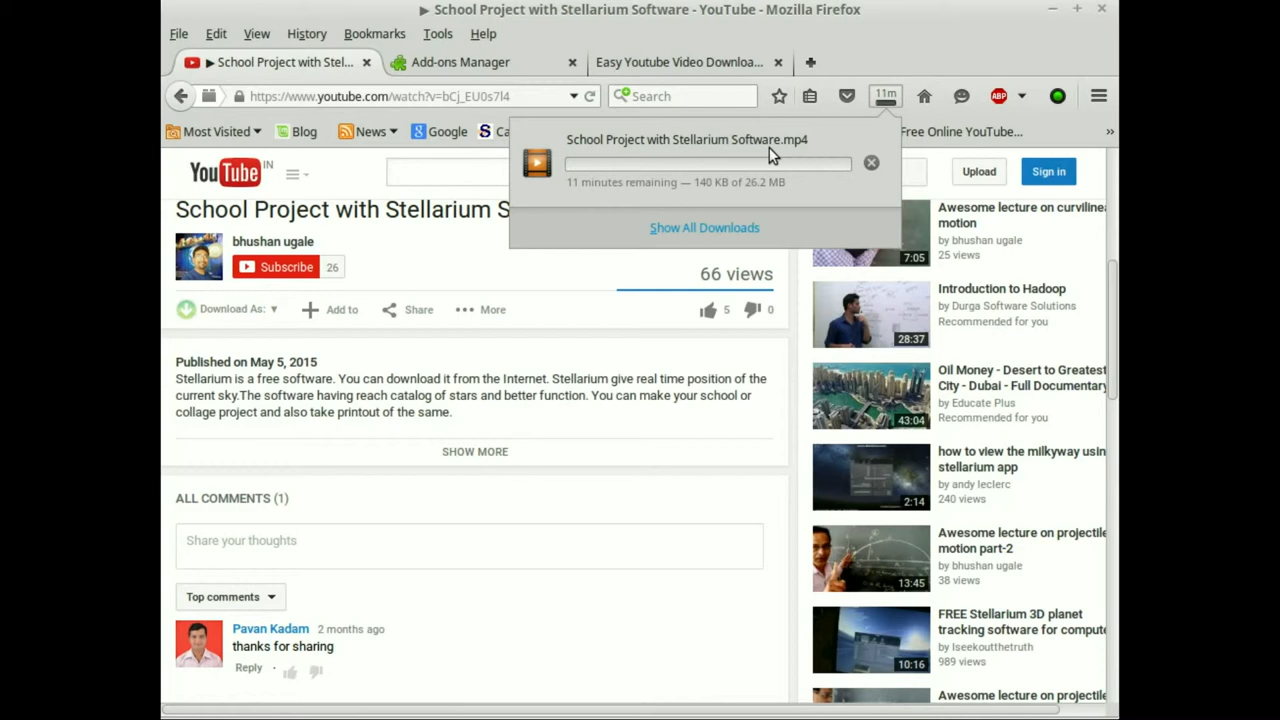 ▶ School Project with Stellarium Software - YouTube - Mozilla Firefox
File Edit View History Bookmarks Tools Help
▶ School Project with Stel... Add-ons Manager Easy Youtube Video Downloa...
https://www.youtube.com/watch?v=bCj_EU0s7l4 Search 11m ABP
Most Visited Blog News Google Free Online YouTube... »
School Project with Stellarium Software.mp4
11 minutes remaining — 140 KB of 26.2 MB
Show All Downloads
YouTube IN Upload Sign in
School Project with Stellarium
bhushan ugale
Subscribe 26
66 views
Download As: ▼ Add to Share More 5 0
Published on May 5, 2015
Stellarium is a free software. You can download it from the Internet. Stellarium give real time position of the
current sky.The software having reach catalog of stars and better function. You can make your school or
collage project and also take printout of the same.
SHOW MORE
ALL COMMENTS (1)
Share your thoughts
Top comments
Pavan Kadam 2 months ago
thanks for sharing
Reply
Awesome lecture on curviline
motion
by bhushan ugale
25 views
7:05
Introduction to Hadoop
by Durga Software Solutions
Recommended for you
28:37
Oil Money - Desert to Greatest
City - Dubai - Full Documentary
by Educate Plus
Recommended for you
43:04
how to view the milkyway usin
stellarium app
by andy leclerc
240 views
2:14
Awesome lecture on projectile
motion part-2
by bhushan ugale
38 views
13:45
FREE Stellarium 3D planet
tracking software for compute
by Iseekoutthetruth
989 views
10:16
Awesome lecture on projectile